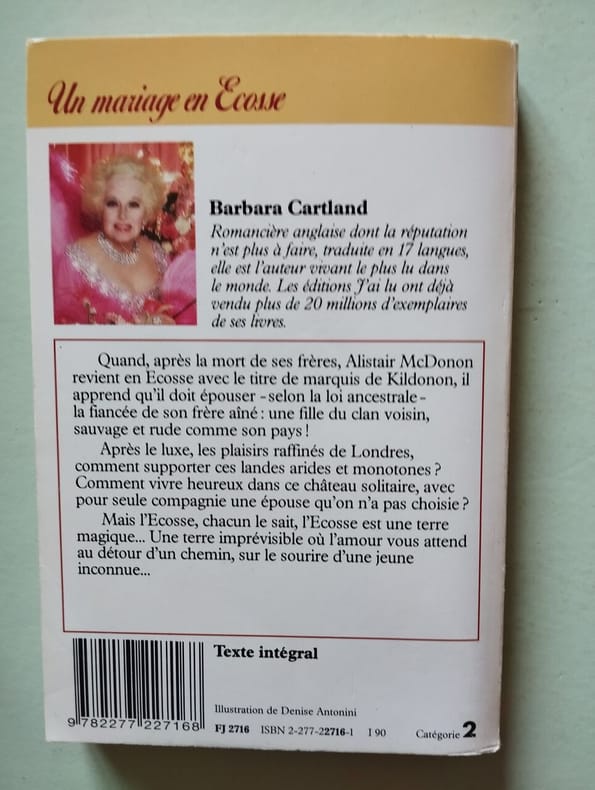 Un mariage en Ecosse
Barbara Cartland
Romancière anglaise dont la réputation
n'est plus à faire, traduite en 17 langues,
elle est l'auteur vivant le plus lu dans
le monde. Les éditions J'ai lu ont déjà
vendu plus de 20 millions d'exemplaires
de ses livres.
Quand, après la mort de ses frères, Alistair McDonon
revient en Ecosse avec le titre de marquis de Kildonon, il
apprend qu'il doit épouser - selon la loi ancestrale -
la fiancée de son frère aîné : une fille du clan voisin,
sauvage et rude comme son pays !
Après le luxe, les plaisirs raffinés de Londres,
comment supporter ces landes arides et monotones ?
Comment vivre heureux dans ce château solitaire, avec
pour seule compagnie une épouse qu'on n'a pas choisie ?
Mais l'Ecosse, chacun le sait, l'Ecosse est une terre
magique... Une terre imprévisible où l'amour vous attend
au détour d'un chemin, sur le sourire d'une jeune
inconnue...
Texte intégral
Illustration de Denise Antonini
9 782277 227168
FJ 2716 ISBN 2-277-22716-1 I 90 Catégorie 2